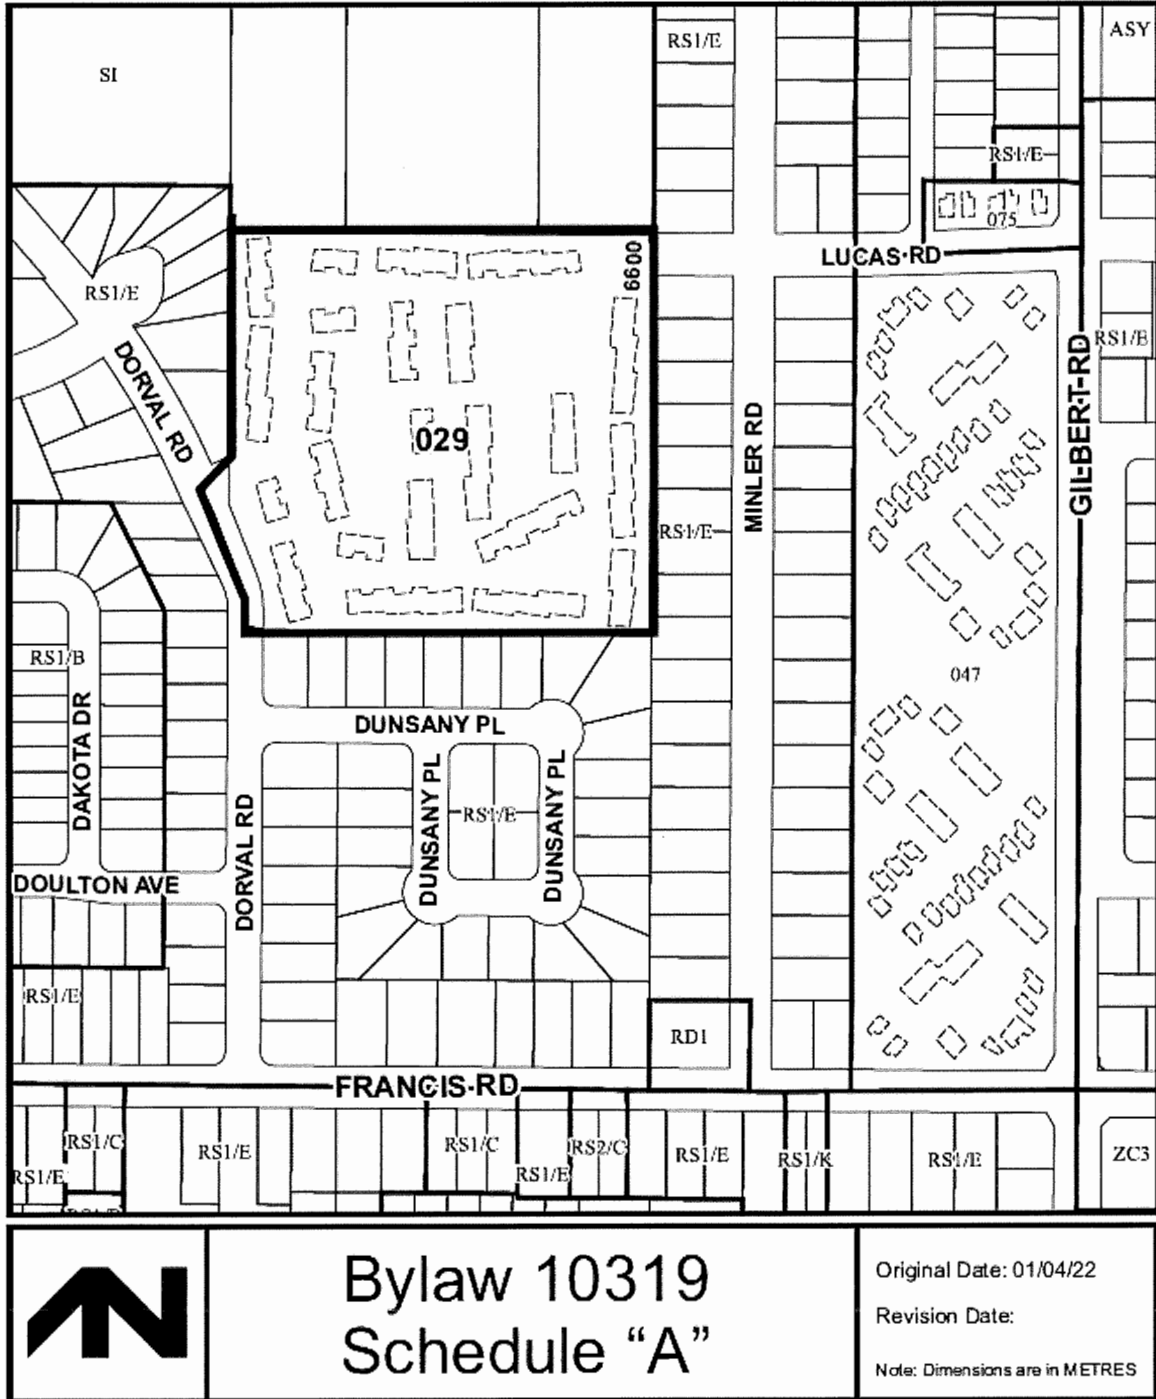 SI
RS1/E
ASY
RS1/E
075
LUCAS RD
6600
RS1/E
DORVAL RD
029
MINLER RD
GILBERT RD
RS1/E
RS1/B
DAKOTA DR
047
DUNSANY PL
DUNSANY PL
DUNSANY PL
RS1/E
DORVAL RD
DOULTON AVE
RS1/E
RD1
FRANCIS RD
RS1/E
RS1/C
RS1/E
RS1/C
RS1/E
RS2/C
RS1/E
RS1/K
RS1/E
ZC3
Bylaw 10319
Schedule “A”
Original Date: 01/04/22
Revision Date:
Note: Dimensions are in METRES